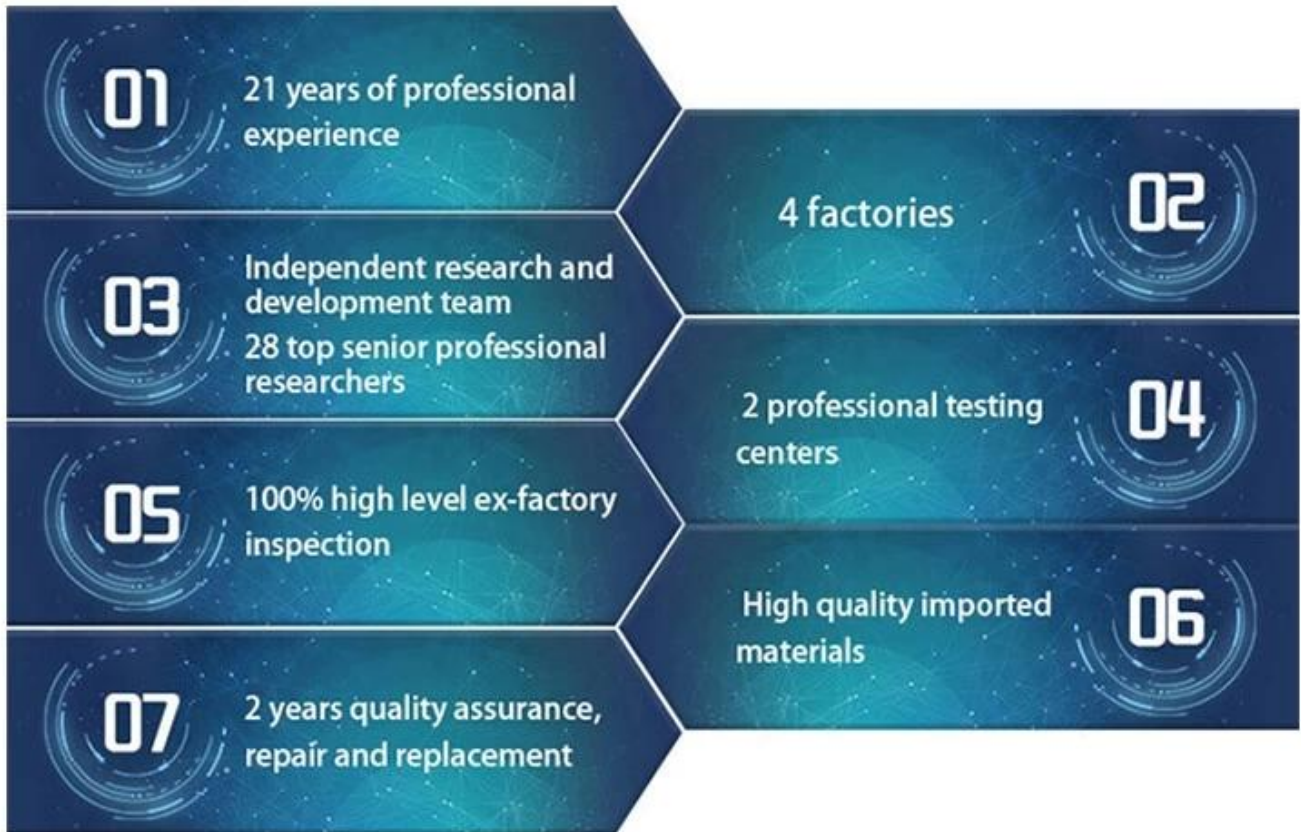 01
21 years of professional
experience
02
4 factories
03
Independent research and
development team
28 top senior professional
researchers
04
2 professional testing
centers
05
100% high level ex-factory
inspection
06
High quality imported
materials
07
2 years quality assurance,
repair and replacement